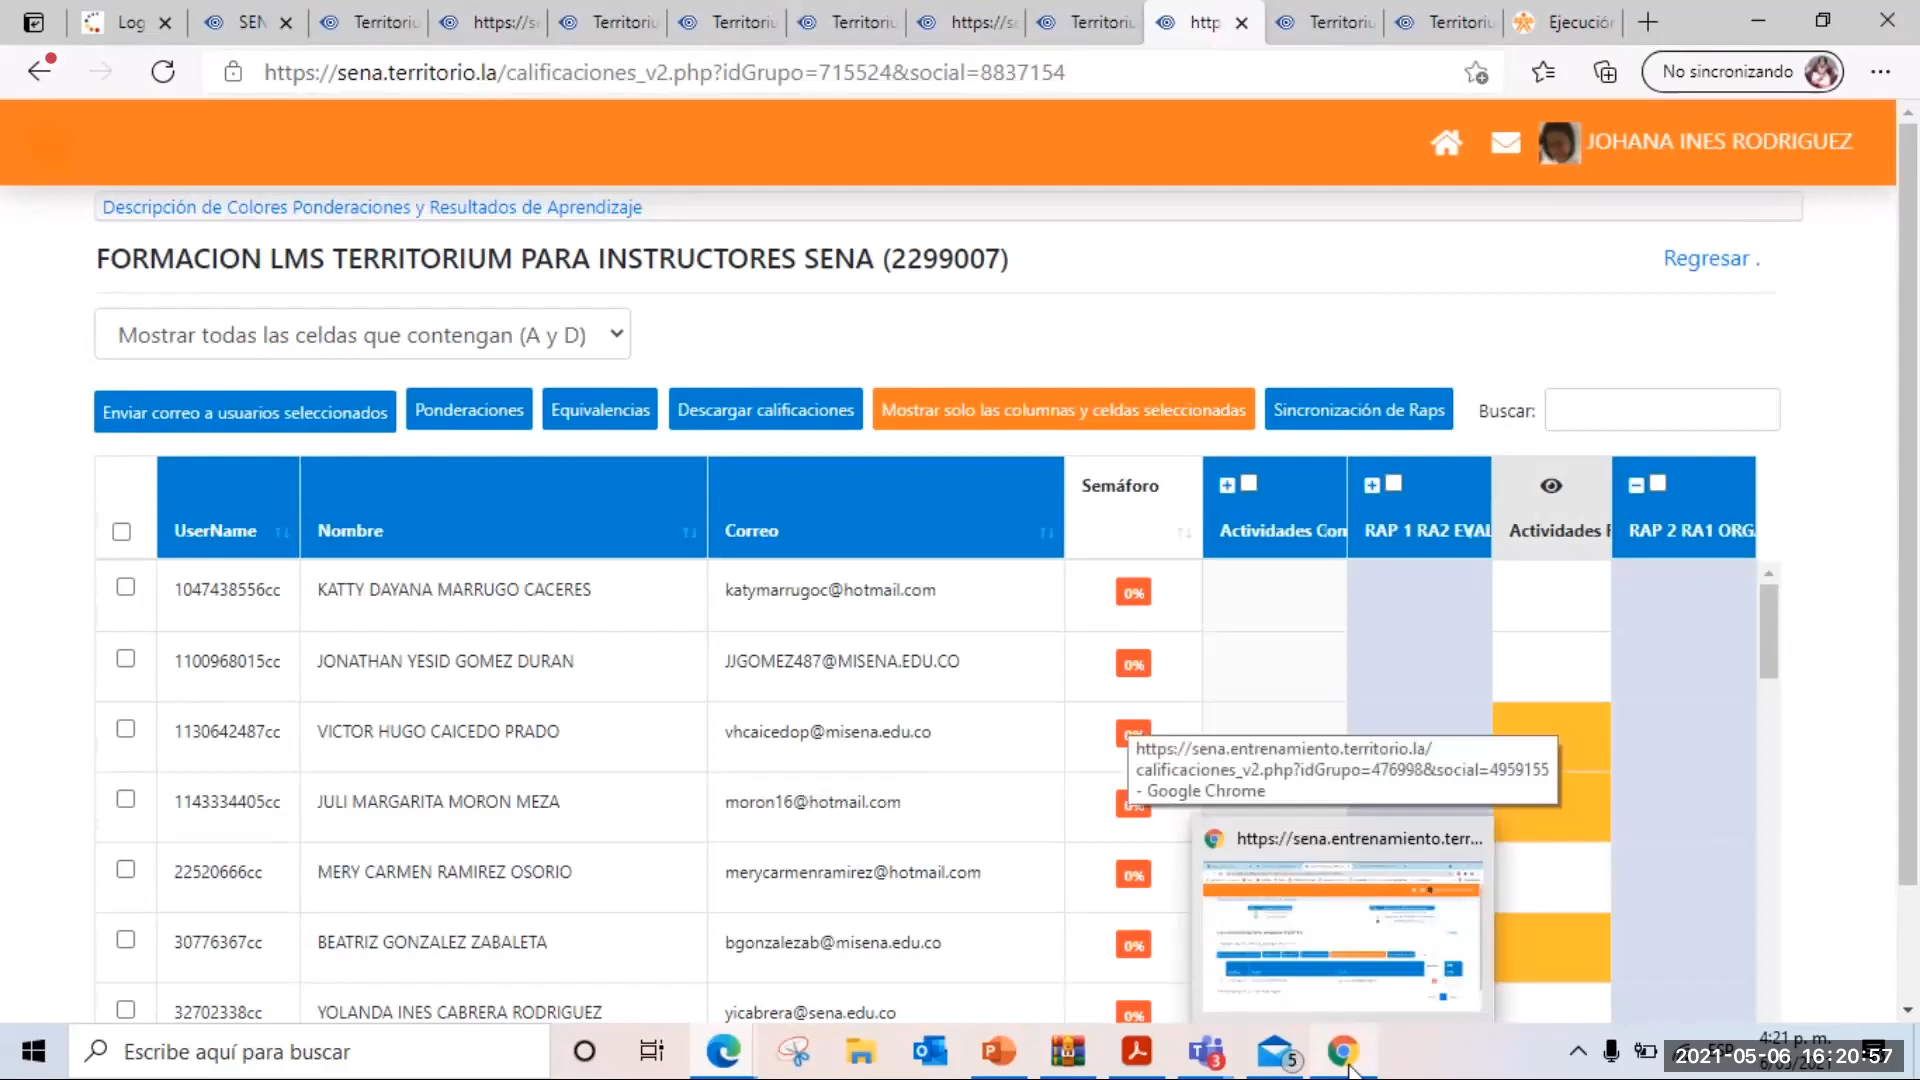 Log
SEN
Territoriu
https://se
Territoriu
Territoriu
Territoriu
https://se
Territoriu
http
Territoriu
Territoriu
Ejecución
https://sena.territorio.la/calificaciones_v2.php?idGrupo=715524&social=8837154
No sincronizando
JOHANA INES RODRIGUEZ
Descripción de Colores Ponderaciones y Resultados de Aprendizaje
FORMACION LMS TERRITORIUM PARA INSTRUCTORES SENA (2299007)
Regresar .
Mostrar todas las celdas que contengan (A y D)
Enviar correo a usuarios seleccionados
Ponderaciones
Equivalencias
Descargar calificaciones
Mostrar solo las columnas y celdas seleccionadas
Sincronización de Raps
Buscar:
Semáforo
UserName
Nombre
Correo
Actividades Con
RAP 1 RA2 EVAL
Actividades
RAP 2 RA1 ORG
1047438556cc KATTY DAYANA MARRUGO CACERES katymarrugoc@hotmail.com 0%
1100968015cc JONATHAN YESID GOMEZ DURAN JJGOMEZ487@MISENA.EDU.CO 0%
1130642487cc VICTOR HUGO CAICEDO PRADO vhcaicedop@misena.edu.co
https://sena.entrenamiento.territorio.la/
calificaciones_v2.php?idGrupo=476998&social=4959155
- Google Chrome
1143334405cc JULI MARGARITA MORON MEZA moron16@hotmail.com
https://sena.entrenamiento.terr...
22520666cc MERY CARMEN RAMIREZ OSORIO merycarmenramirez@hotmail.com 0%
30776367cc BEATRIZ GONZALEZ ZABALETA bgonzalezab@misena.edu.co 0%
32702338cc YOLANDA INES CABRERA RODRIGUEZ yicabrera@sena.edu.co 0%
Escribe aquí para buscar
3
5
4:21 p. m.
2021-05-06 16:20:57